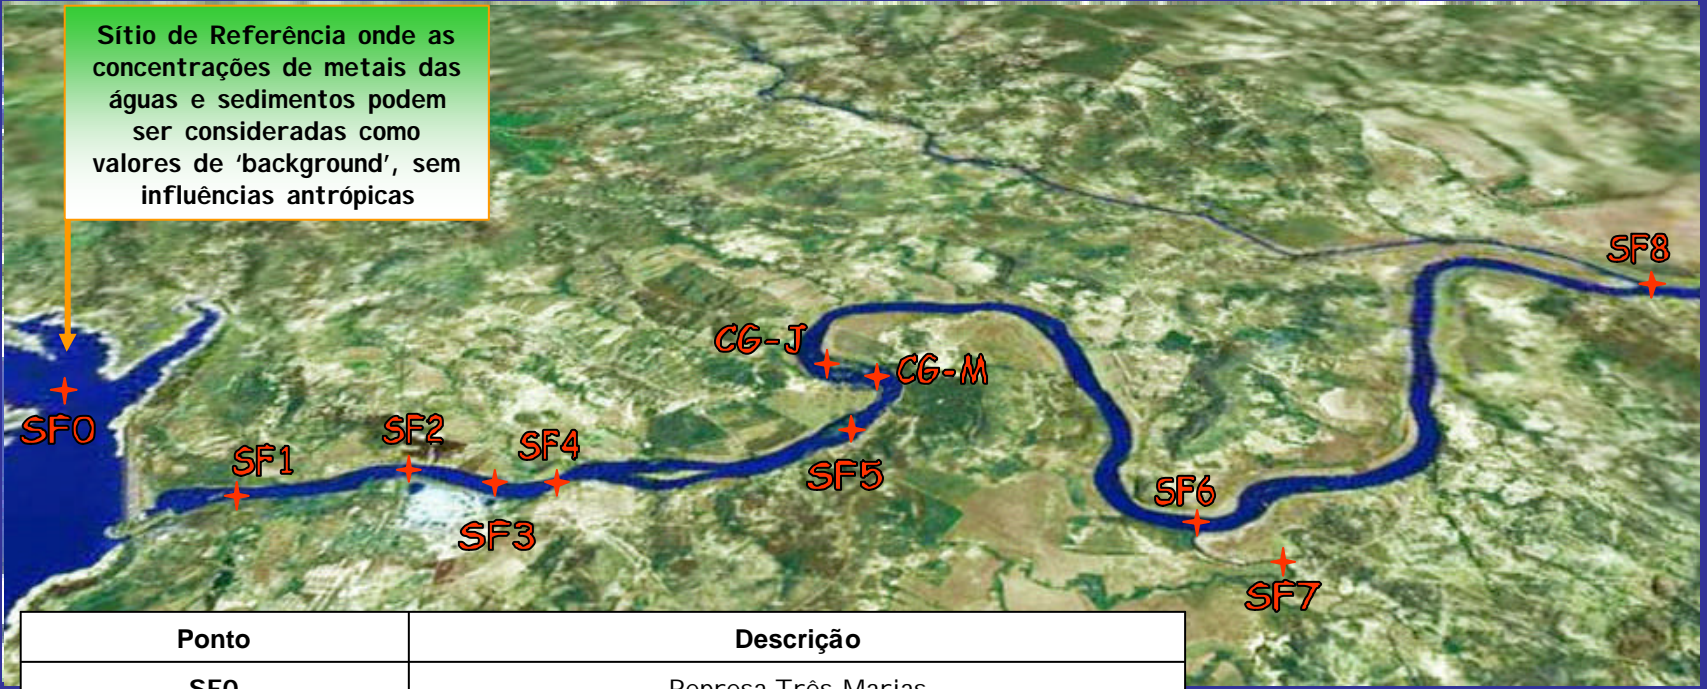 Sítio de Referência onde as
concentrações de metais das
águas e sedimentos podem
ser consideradas como
valores de ‘background’, sem
influências antrópicas
SF8
CG-J
CG-M
SF0
SF1
SF2
SF4
SF3
SF5
SF6
SF7
Ponto Descrição
SF0 Represa Três Marias